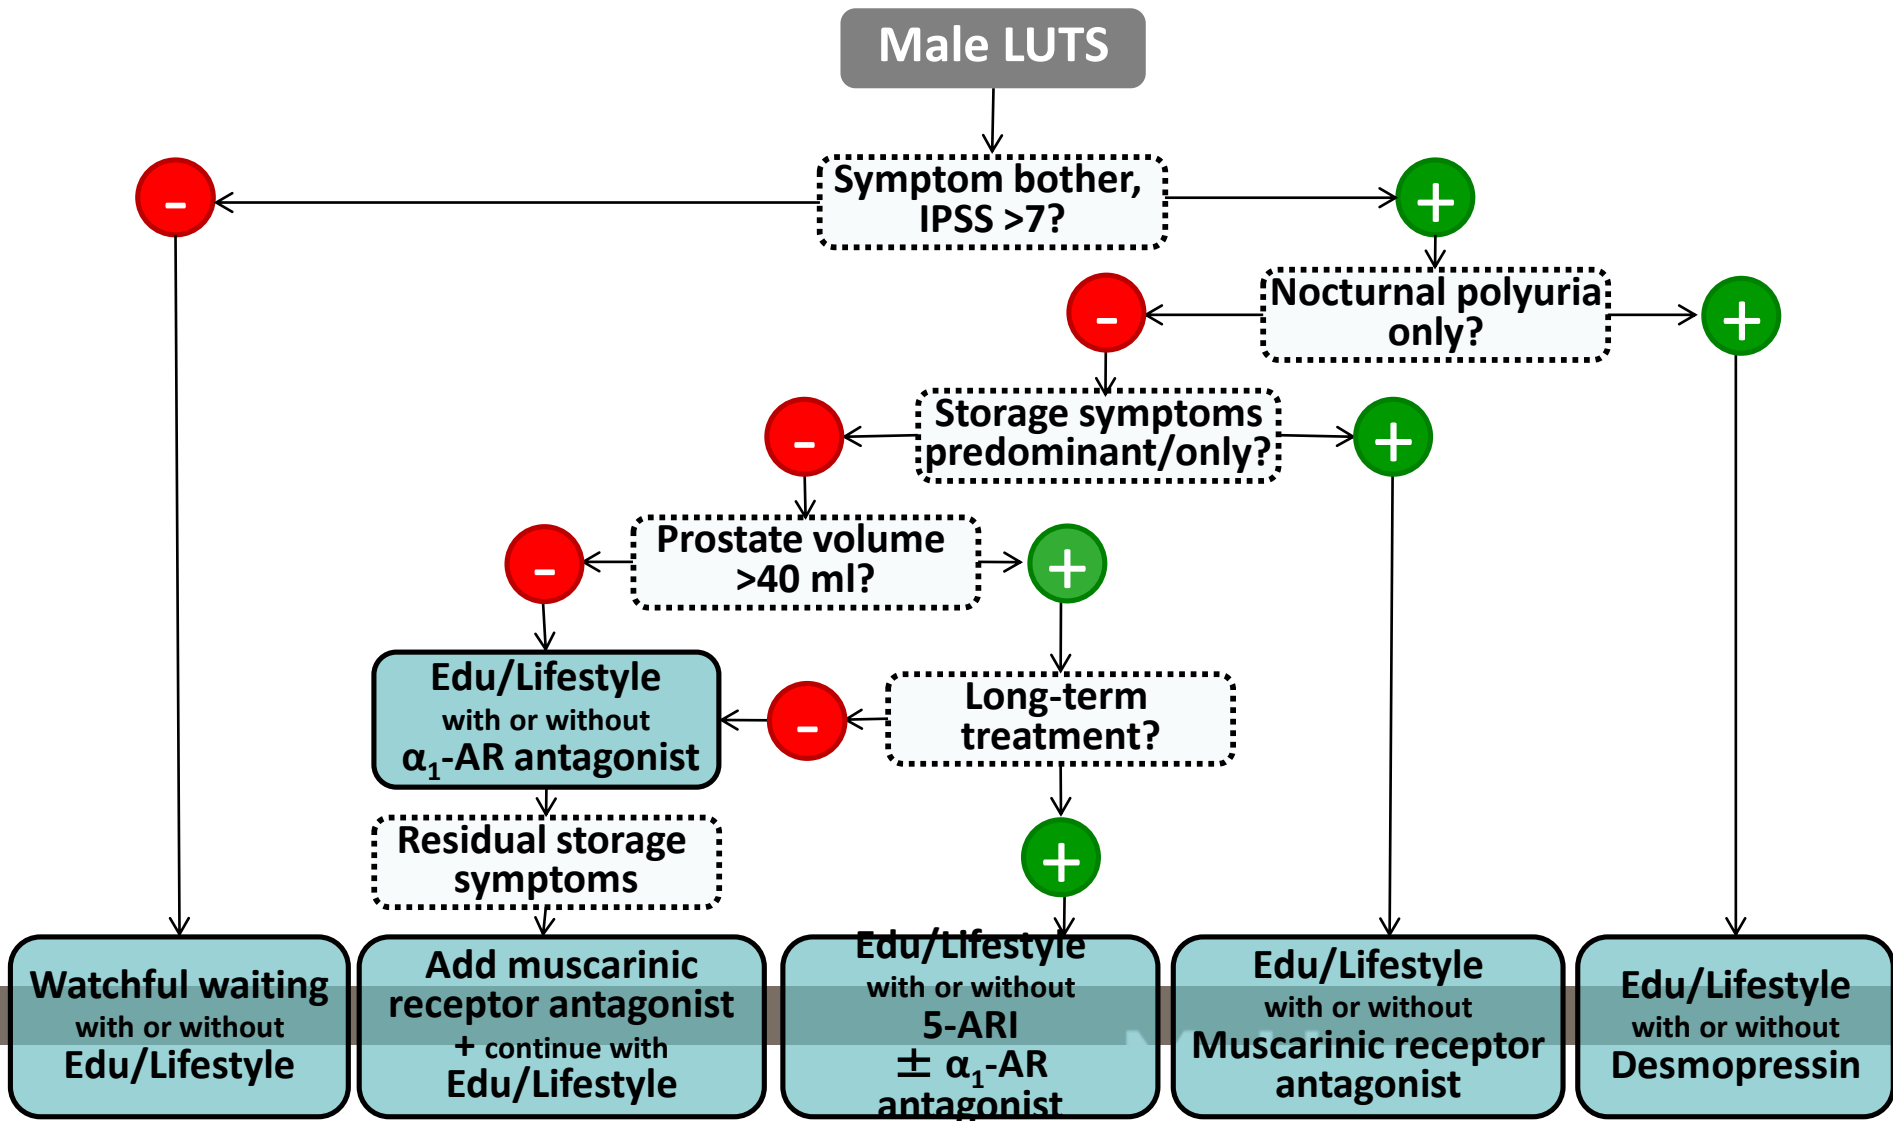 Male LUTS
Symptom bother,
IPSS >7?
-
+
Nocturnal polyuria
only?
-
+
Storage symptoms
predominant/only?
-
+
Prostate volume
>40 ml?
-
+
Edu/Lifestyle
with or without
α₁-AR antagonist
-
Long-term
treatment?
Residual storage
symptoms
+
Watchful waiting
with or without
Edu/Lifestyle
Add muscarinic
receptor antagonist
+ continue with
Edu/Lifestyle
Edu/Lifestyle
with or without
5-ARI
± α₁-AR
antagonist
Edu/Lifestyle
with or without
Muscarinic receptor
antagonist
Edu/Lifestyle
with or without
Desmopressin